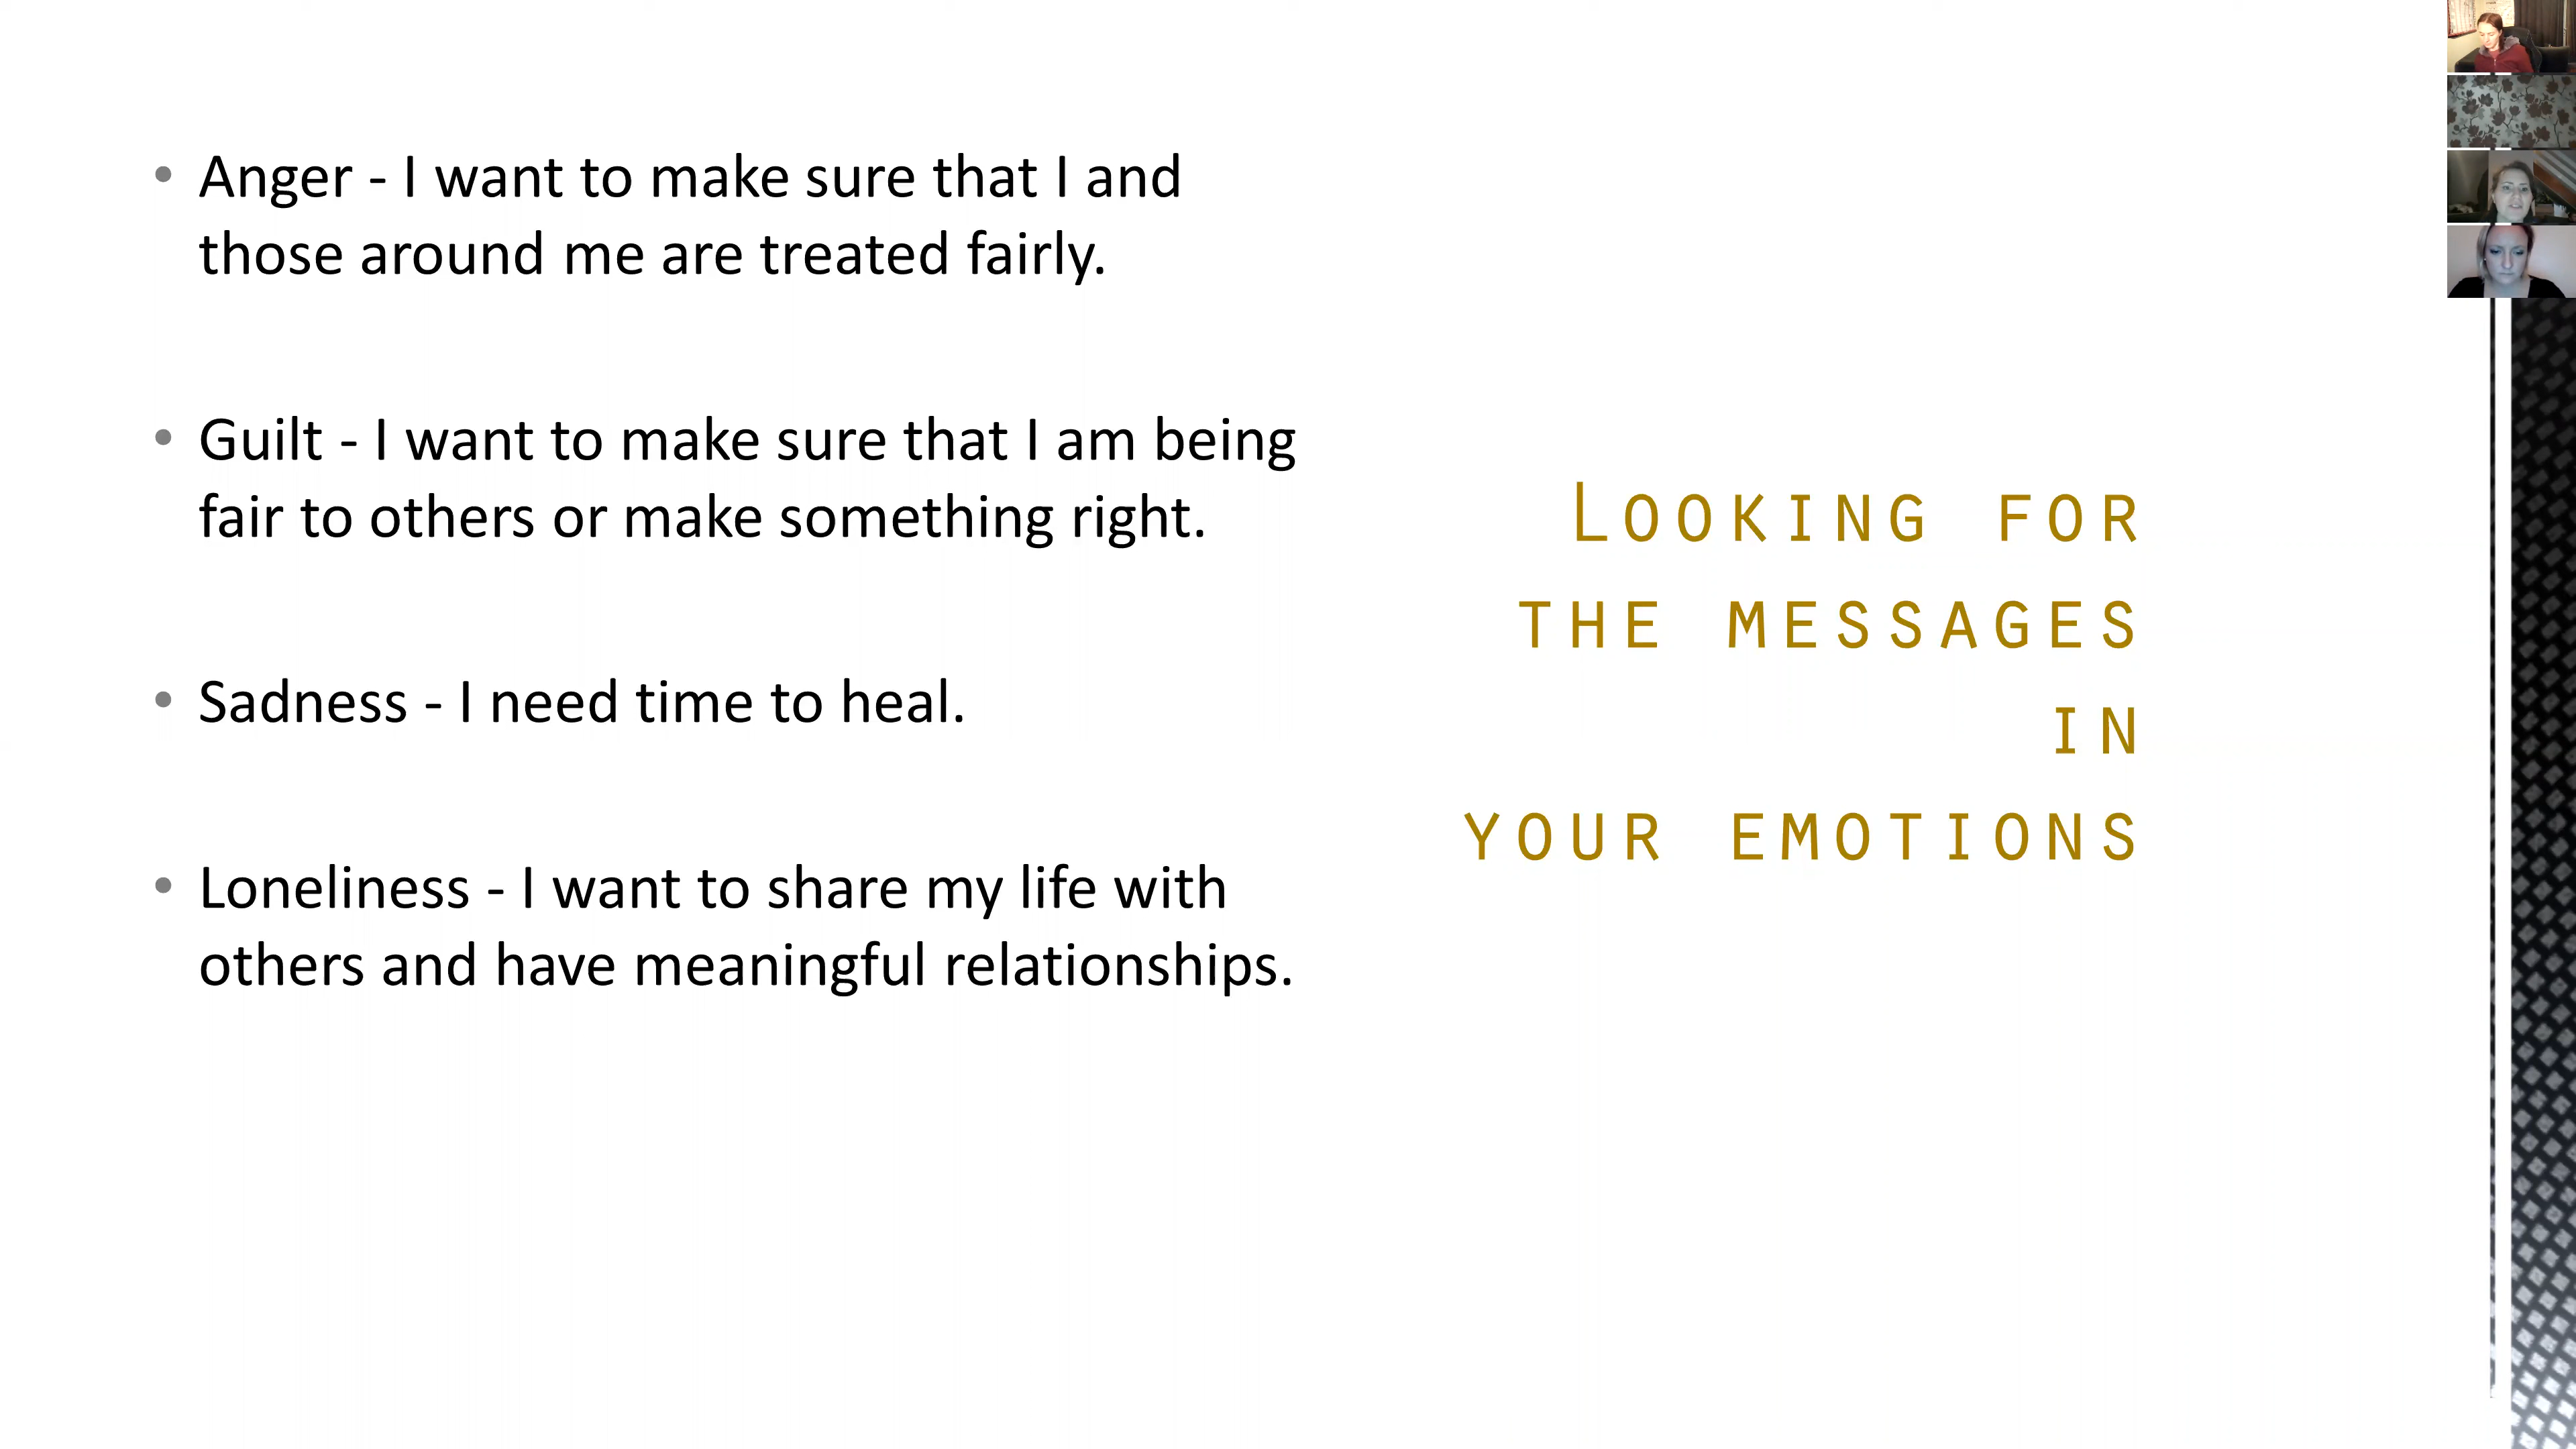 • Anger - I want to make sure that I and
those around me are treated fairly.
• Guilt - I want to make sure that I am being
fair to others or make something right.
• Sadness - I need time to heal.
• Loneliness - I want to share my life with
others and have meaningful relationships.
Looking for
the messages
in
your emotions